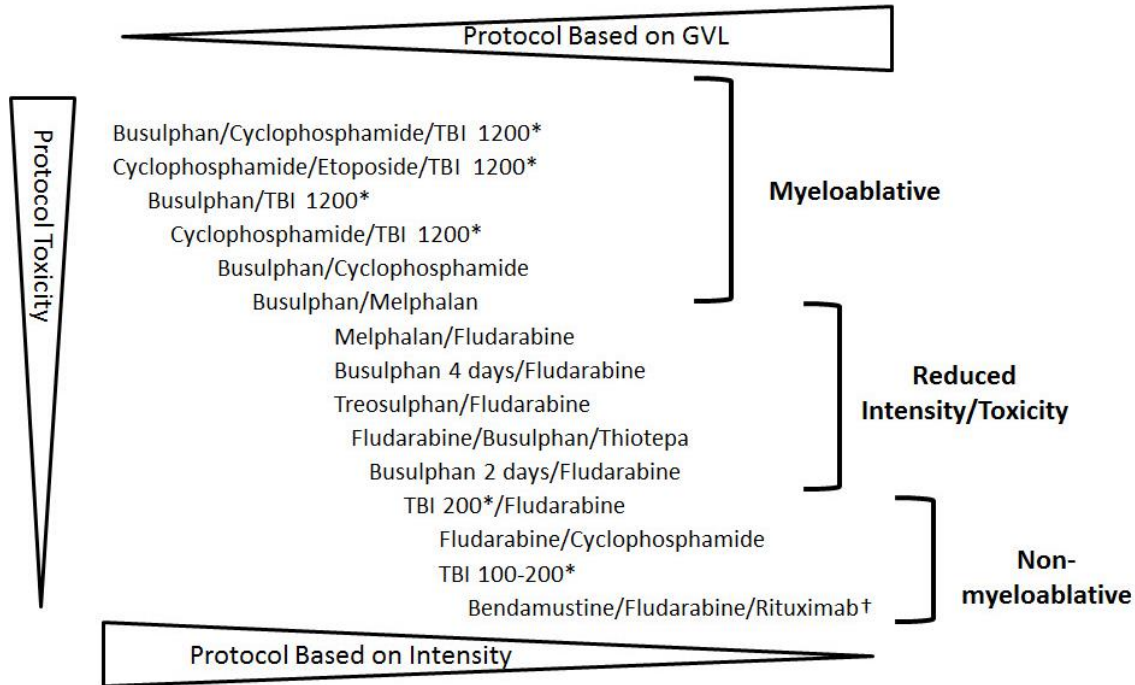 Protocol Based on GVL
Protocol Toxicity
Busulphan/Cyclophosphamide/TBI 1200*
Cyclophosphamide/Etoposide/TBI 1200*
Busulphan/TBI 1200*
Cyclophosphamide/TBI 1200*
Busulphan/Cyclophosphamide
Busulphan/Melphalan
Myeloablative
Melphalan/Fludarabine
Busulphan 4 days/Fludarabine
Treosulphan/Fludarabine
Fludarabine/Busulphan/Thiotepa
Busulphan 2 days/Fludarabine
Reduced
Intensity/Toxicity
TBI 200*/Fludarabine
Fludarabine/Cyclophosphamide
TBI 100-200*
Bendamustine/Fludarabine/Rituximab†
Non-
myeloablative
Protocol Based on Intensity